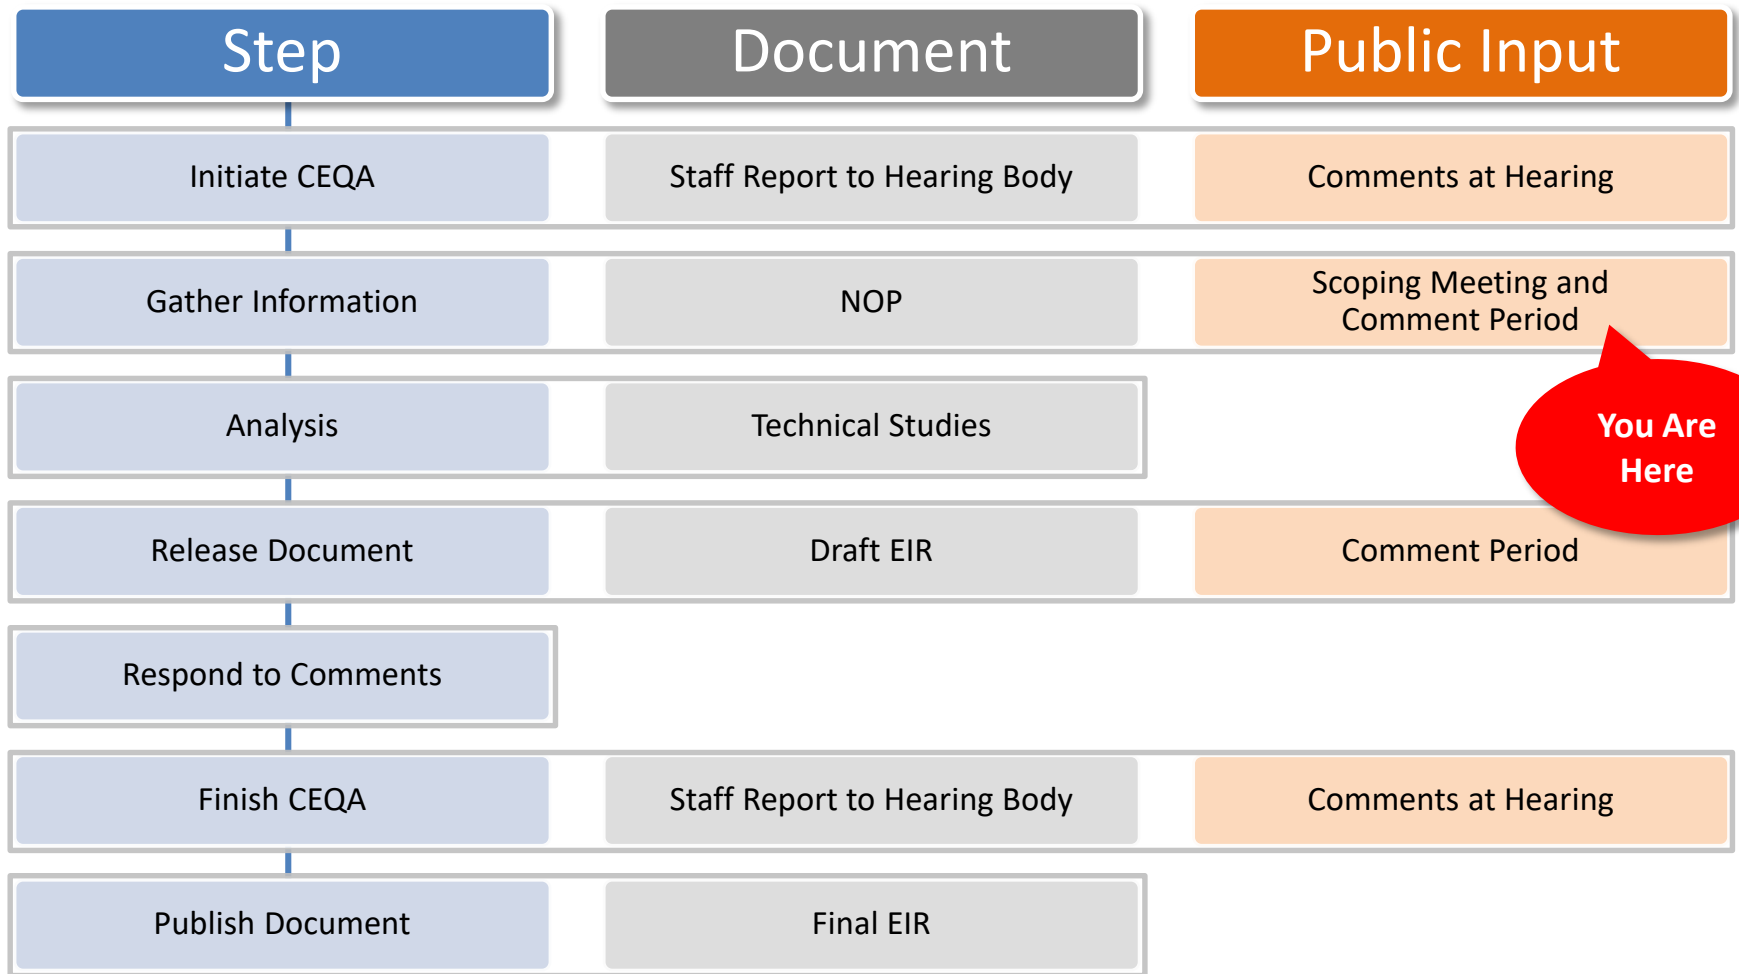 Step
Document
Public Input
Initiate CEQA
Staff Report to Hearing Body
Comments at Hearing
Gather Information
NOP
Scoping Meeting and
Comment Period
Analysis
Technical Studies
You Are
Here
Release Document
Draft EIR
Comment Period
Respond to Comments
Finish CEQA
Staff Report to Hearing Body
Comments at Hearing
Publish Document
Final EIR